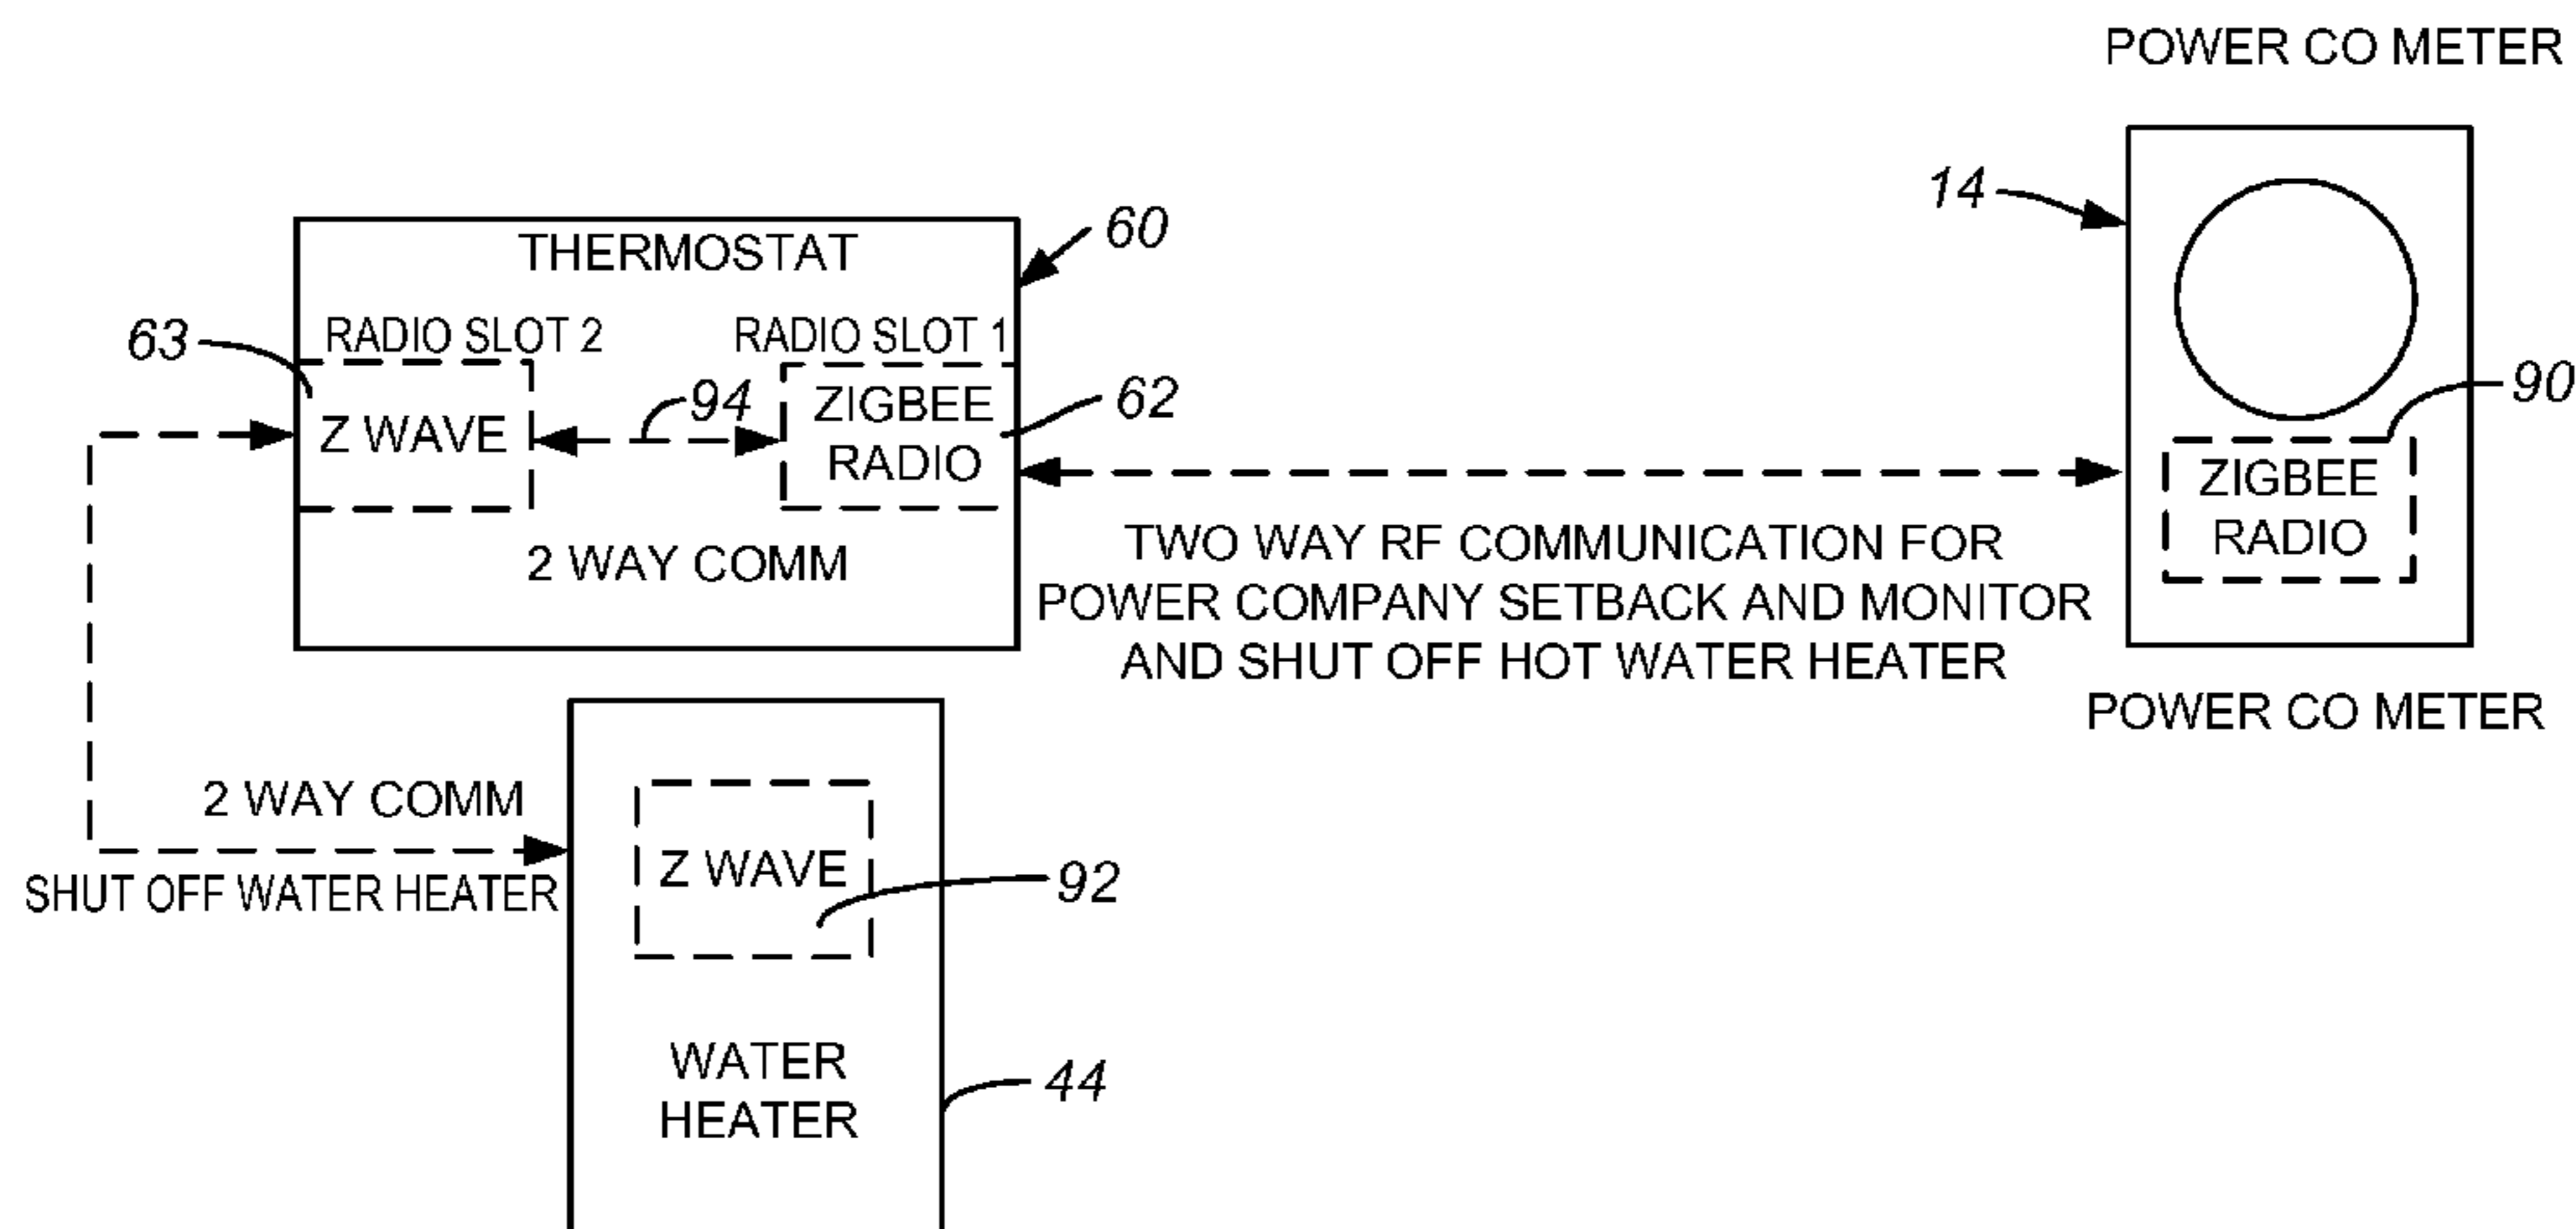 POWER CO METER
14
THERMOSTAT
60
63
RADIO SLOT 2
RADIO SLOT 1
94
ZIGBEE
RADIO
62
Z WAVE
90
ZIGBEE
RADIO
2 WAY COMM
TWO WAY RF COMMUNICATION FOR
POWER COMPANY SETBACK AND MONITOR
AND SHUT OFF HOT WATER HEATER
POWER CO METER
2 WAY COMM
SHUT OFF WATER HEATER
Z WAVE
92
WATER
HEATER
44